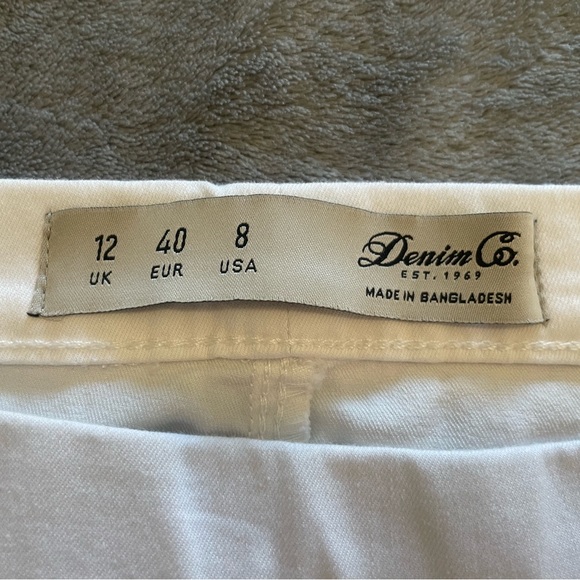 12 40 8
UK EUR USA
Denim Co.
EST. 1969
MADE IN BANGLADESH